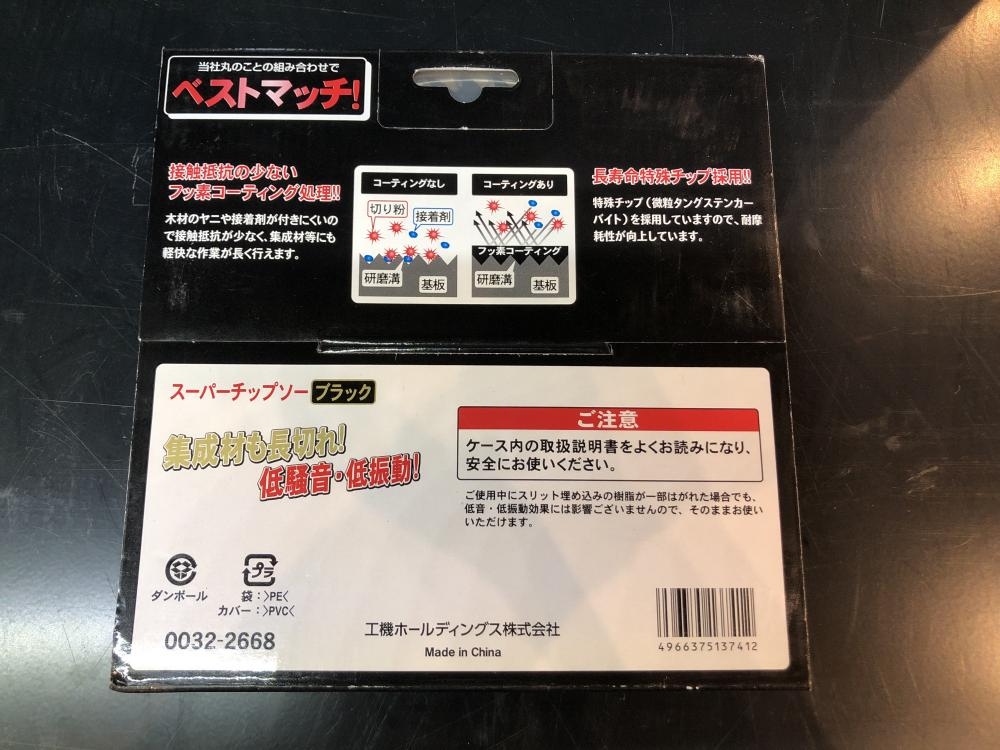 当社丸のことの組み合わせで
ベストマッチ!
接触抵抗の少ない
フッ素コーティング処理!!
木材のヤニや接着剤が付きにくいの
で接触抵抗が少なく、集成材等にも
軽快な作業が長く行えます。
コーティングなし
切り粉
接着剤
研磨溝
基板
コーティングあり
フッ素コーティング
研磨溝
基板
長寿命特殊チップ採用!!
特殊チップ(微粒タングステンカー
バイト)を採用していますので、耐摩
耗性が向上しています。
スーパーチップソー ブラック
集成材も長切れ!
低騒音・低振動!
ご注意
ケース内の取扱説明書をよくお読みになり、
安全にお使いください。
ご使用中にスリット埋め込みの樹脂が一部はがれた場合でも、
低音・低振動効果には影響ございませんので、そのままお使い
いただけます。
ダンボール
プラ
袋:>PE<
カバー:>PVC<
0032-2668
工機ホールディングス株式会社
Made in China
4966375137412